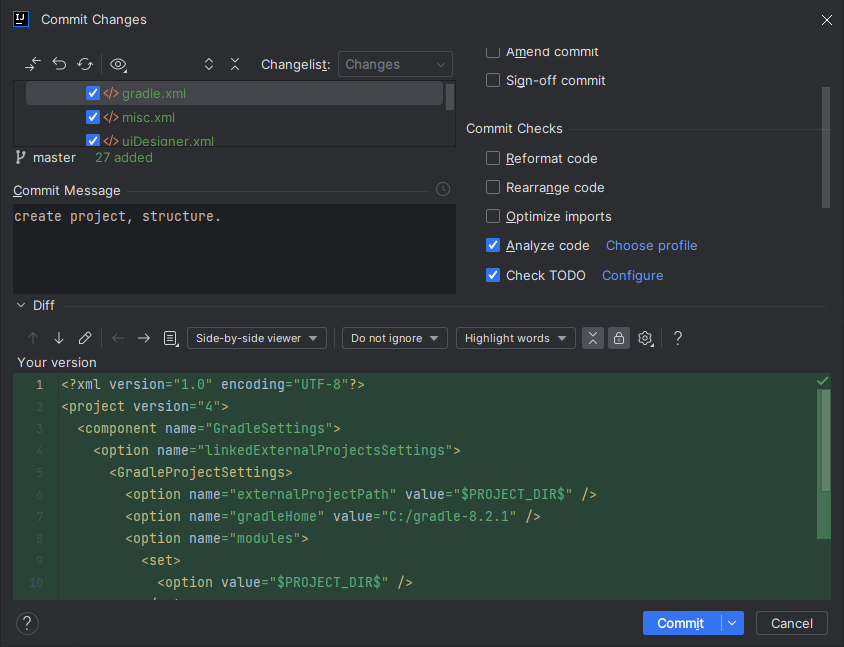 Commit Changes
Changelist: Changes
gradle.xml
misc.xml
uiDesigner.xml
master 27 added
Commit Message
create project, structure.
Amend commit
Sign-off commit
Commit Checks
Reformat code
Rearrange code
Optimize imports
Analyze code Choose profile
Check TODO Configure
Diff
Side-by-side viewer Do not ignore Highlight words ?
Your version
1 <?xml version="1.0" encoding="UTF-8"?>
2 <project version="4">
3 <component name="GradleSettings">
4 <option name="linkedExternalProjectsSettings">
5 <GradleProjectSettings>
6 <option name="externalProjectPath" value="$PROJECT_DIR$" />
7 <option name="gradleHome" value="C:/gradle-8.2.1" />
8 <option name="modules">
9 <set>
10 <option value="$PROJECT_DIR$" />
? Commit Cancel